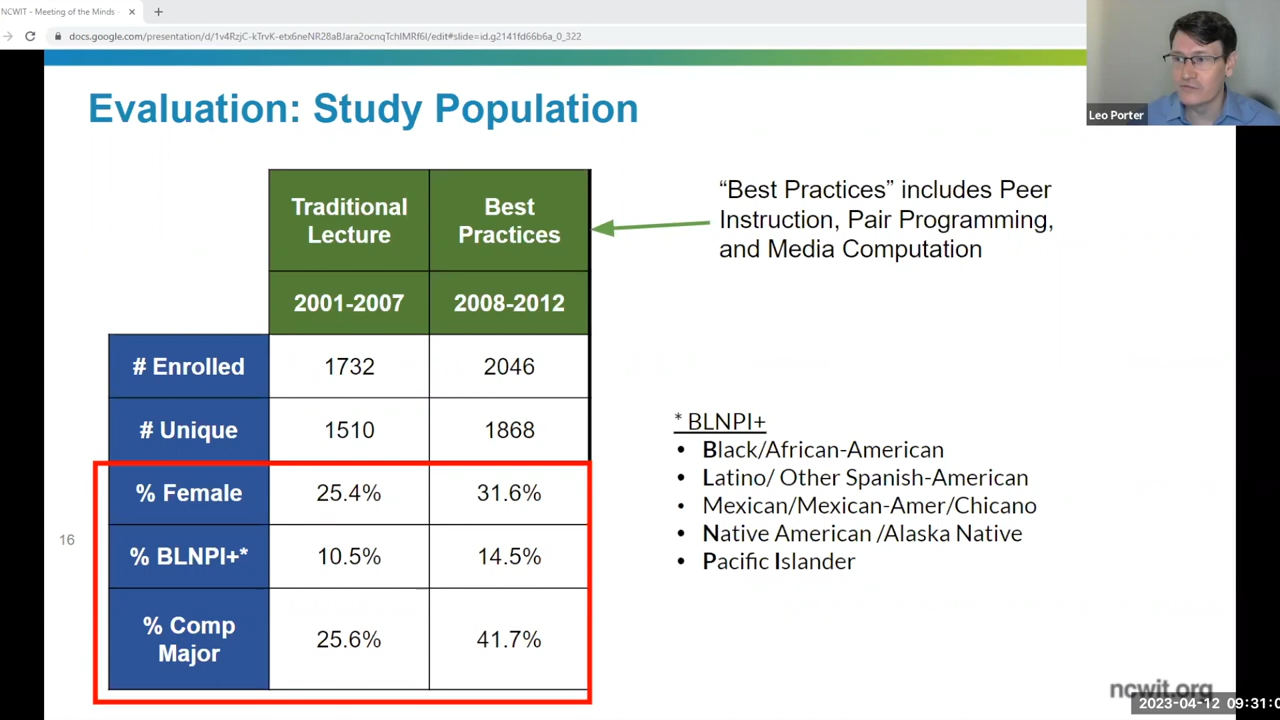 NCWIT - Meeting of the Minds
docs.google.com/presentation/d/1v4RzjC-kTrvK-etx6neNR28aBJara2ocnqTchIMRf6I/edit#slide=id.g2141fd66b6a_0_322
Leo Porter
Evaluation: Study Population
Traditional Lecture
Best Practices
2001-2007
2008-2012
# Enrolled 1732 2046
# Unique 1510 1868
% Female 25.4% 31.6%
% BLNPI+* 10.5% 14.5%
% Comp Major 25.6% 41.7%
“Best Practices” includes Peer
Instruction, Pair Programming,
and Media Computation
* BLNPI+
• Black/African-American
• Latino/ Other Spanish-American
• Mexican/Mexican-Amer/Chicano
• Native American /Alaska Native
• Pacific Islander
16
ncwit.org
2023-04-12 09:31:0